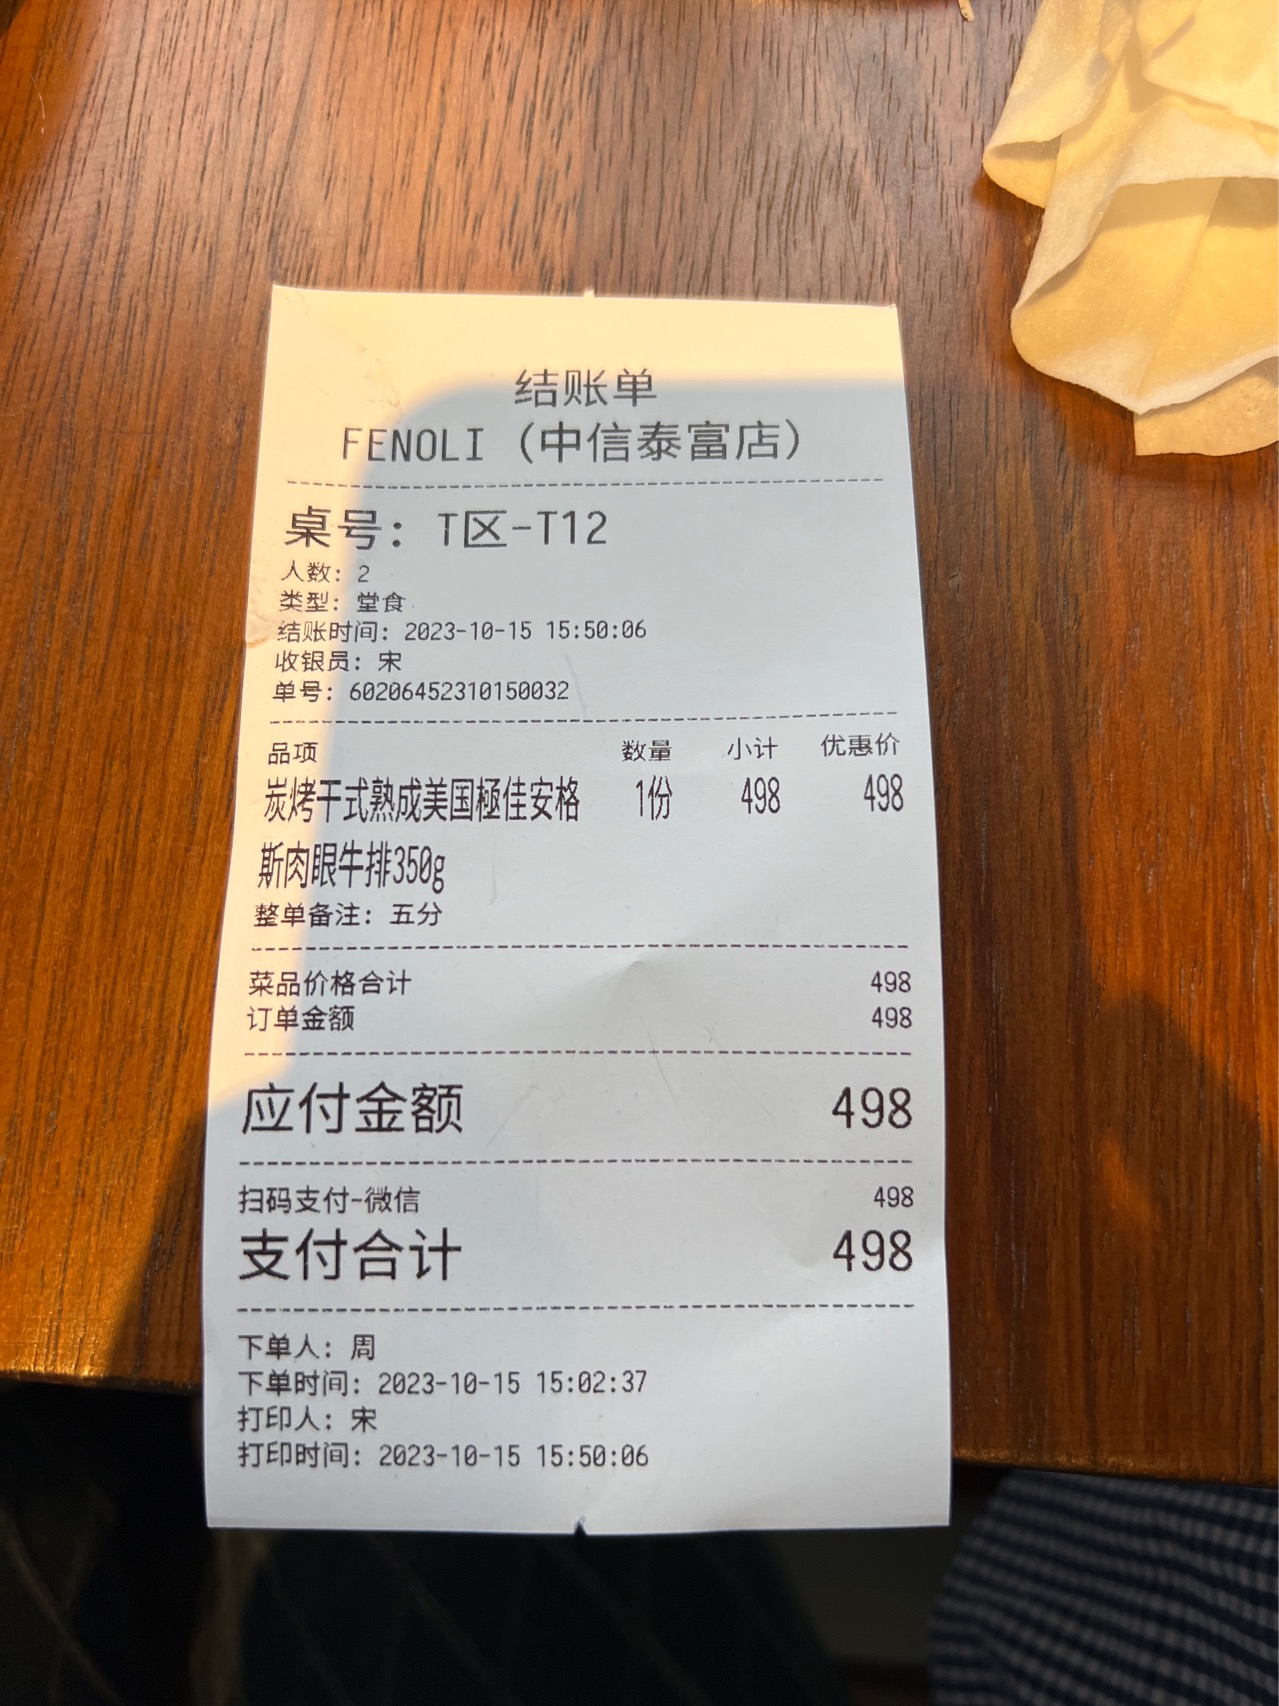 结账单
FENOLI（中信泰富店）
桌号：T区-T12
人数：2
类型：堂食
结账时间：2023-10-15 15:50:06
收银员：宋
单号：60206452310150032
品项 数量 小计 优惠价
炭烤干式熟成美国極佳安格 1份 498 498
斯肉眼牛排350g
整单备注：五分
菜品价格合计 498
订单金额 498
应付金额 498
扫码支付-微信 498
支付合计 498
下单人：周
下单时间：2023-10-15 15:02:37
打印人：宋
打印时间：2023-10-15 15:50:06